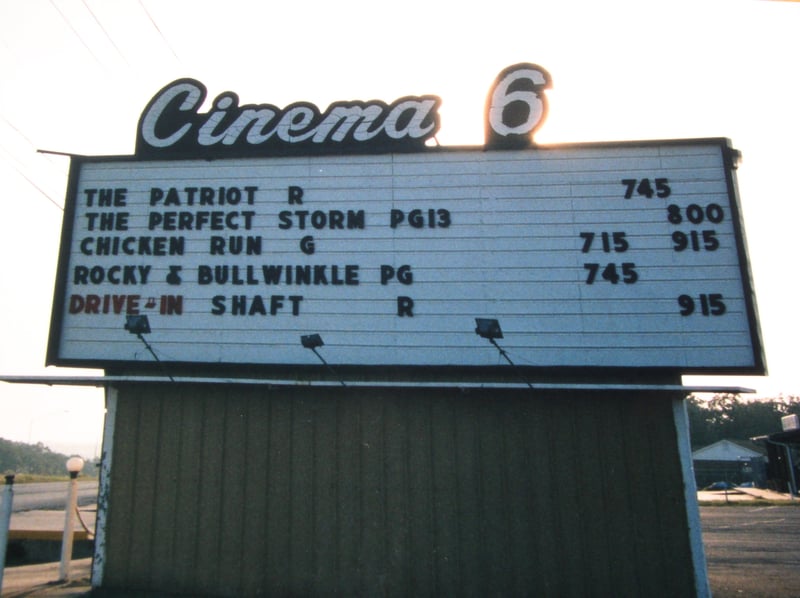 Cinema 6
THE PATRIOT R 745
THE PERFECT STORM PG13 800
CHICKEN RUN G 715 915
ROCKY & BULLWINKLE PG 745
DRIVE-IN SHAFT R 915